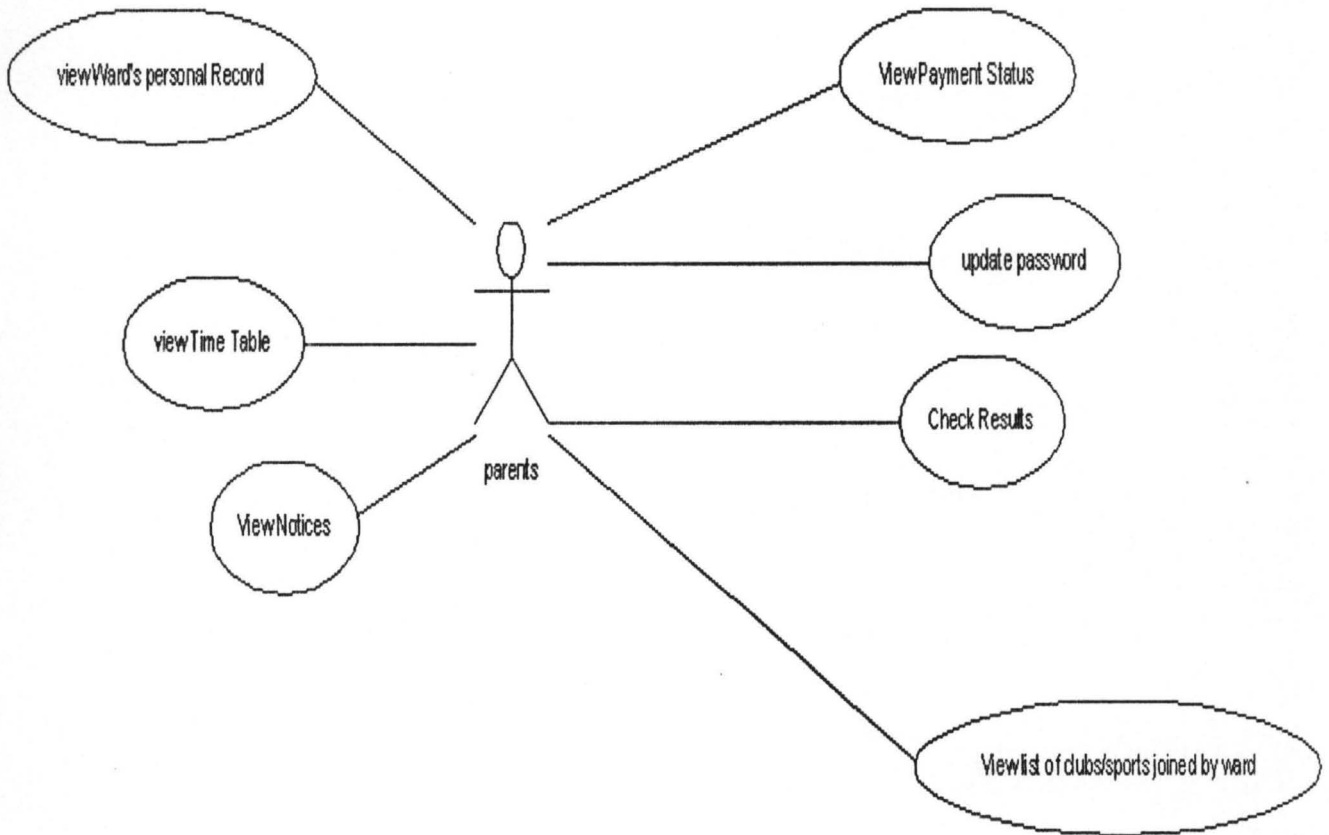 viewWard's personal Record
ViewPayment Status
update password
viewTime Table
Check Results
parents
ViewNotices
Viewlist of clubs/sports joined by ward